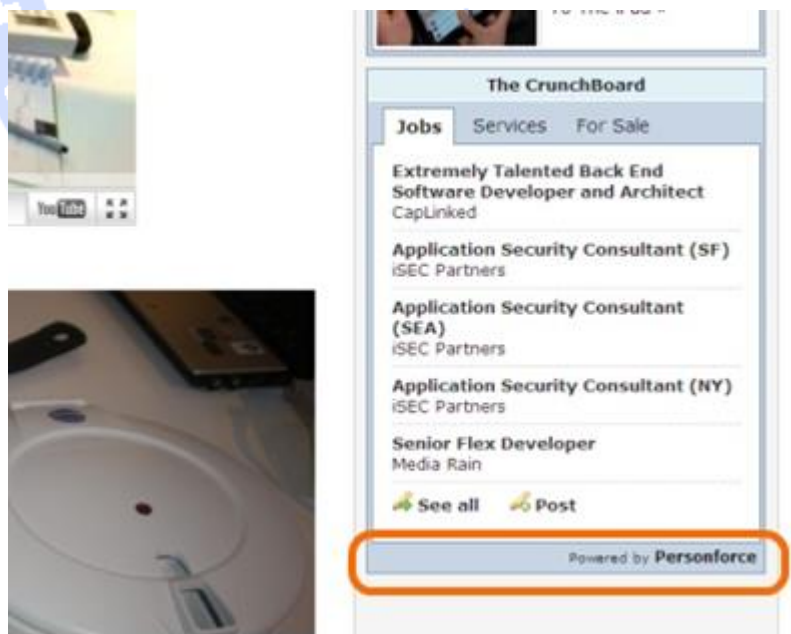 The CrunchBoard
Jobs Services For Sale
Extremely Talented Back End
Software Developer and Architect
CapLinked
Application Security Consultant (SF)
iSEC Partners
Application Security Consultant
(SEA)
iSEC Partners
Application Security Consultant (NY)
iSEC Partners
Senior Flex Developer
Media Rain
See all Post
Powered by Personforce
YouTube